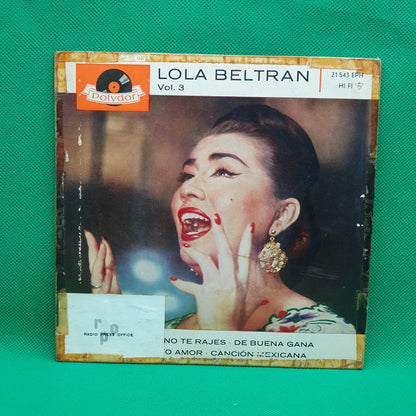 Polydor
LOLA BELTRAN
Vol. 3
21 543 EPH
HI FI
rpo
RADIO PRESS OFFICE
NO TE RAJES · DE BUENA GANA
O AMOR · CANCIÓN MEXICANA